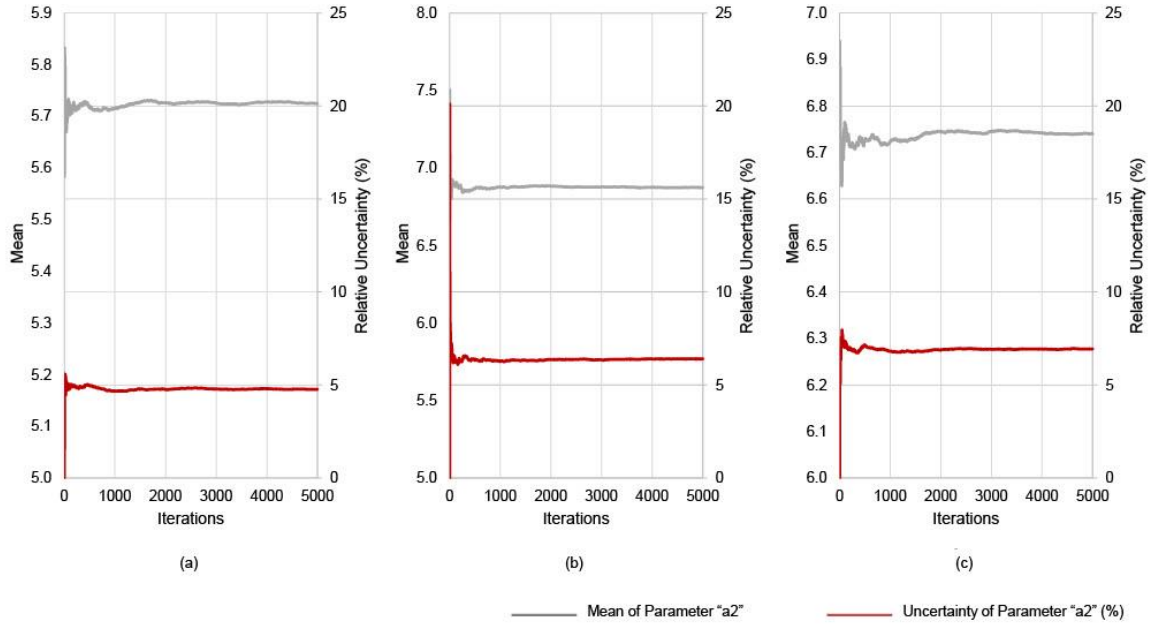 5.9
5.8
5.7
5.6
5.5
5.4
5.3
5.2
5.1
5.0
Mean
25
20
15
10
5
0
Relative Uncertainty (%)
0 1000 2000 3000 4000 5000
Iterations
(a)
8.0
7.5
7.0
6.5
6.0
5.5
5.0
Mean
25
20
15
10
5
0
Relative Uncertainty (%)
0 1000 2000 3000 4000 5000
Iterations
(b)
7.0
6.9
6.8
6.7
6.6
6.5
6.4
6.3
6.2
6.1
6.0
Mean
25
20
15
10
5
0
Relative Uncertainty (%)
0 1000 2000 3000 4000 5000
Iterations
(c)
Mean of Parameter “a2”
Uncertainty of Parameter “a2” (%)